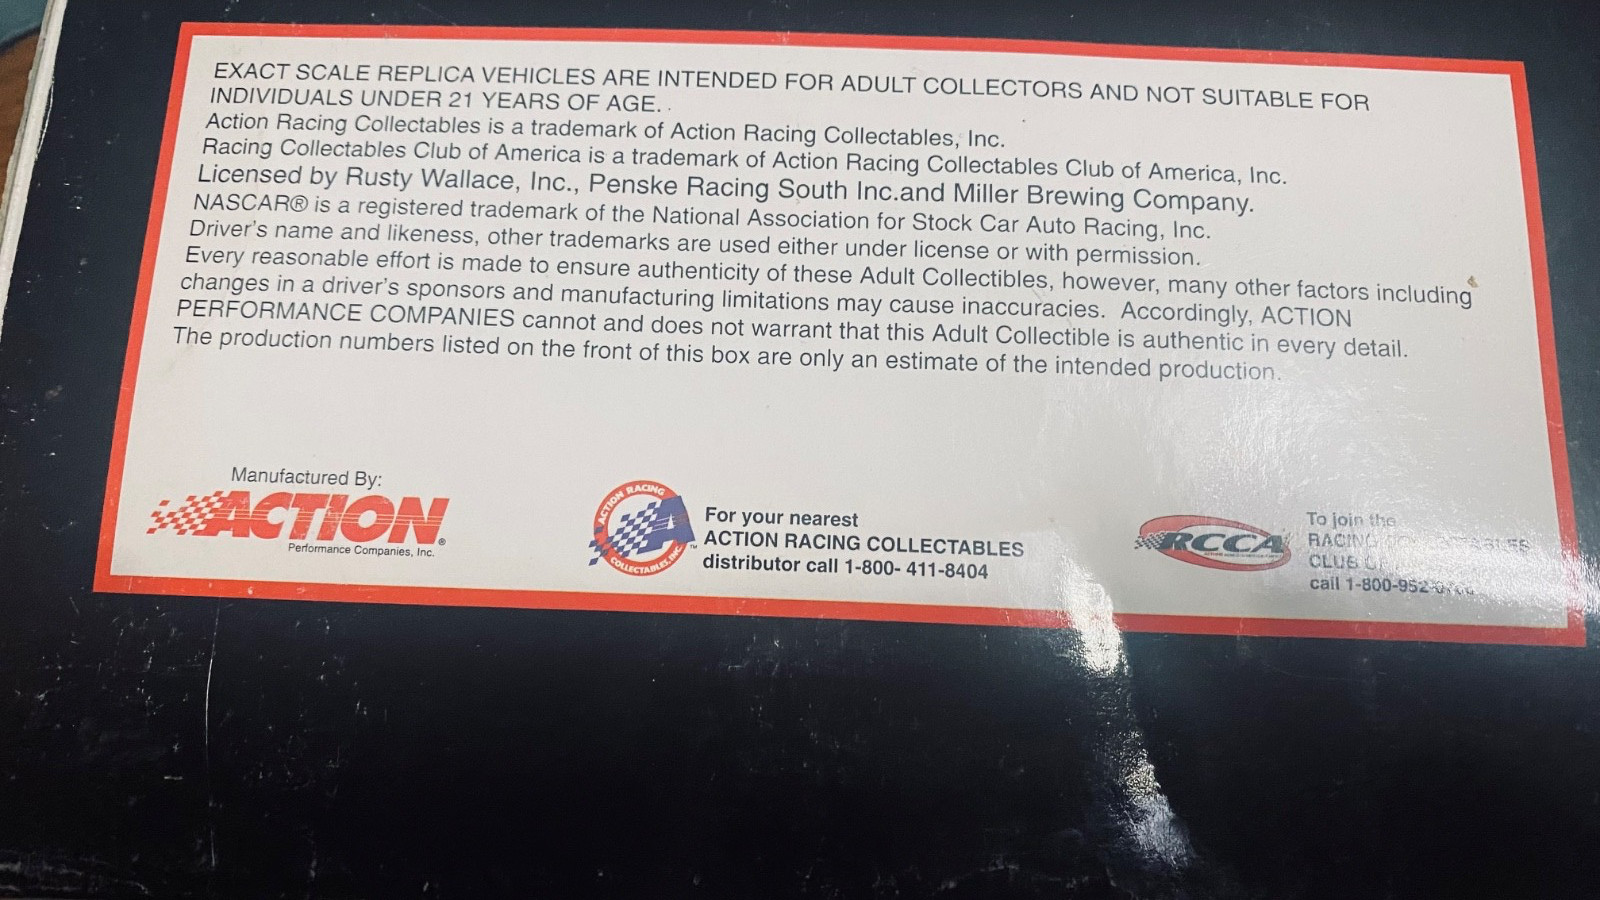 EXACT SCALE REPLICA VEHICLES ARE INTENDED FOR ADULT COLLECTORS AND NOT SUITABLE FOR
INDIVIDUALS UNDER 21 YEARS OF AGE.
Action Racing Collectables is a trademark of Action Racing Collectables, Inc.
Racing Collectables Club of America is a trademark of Action Racing Collectables Club of America, Inc.
Licensed by Rusty Wallace, Inc., Penske Racing South Inc.and Miller Brewing Company.
NASCAR® is a registered trademark of the National Association for Stock Car Auto Racing, Inc.
Driver's name and likeness, other trademarks are used either under license or with permission.
Every reasonable effort is made to ensure authenticity of these Adult Collectibles, however, many other factors including
changes in a driver's sponsors and manufacturing limitations may cause inaccuracies. Accordingly, ACTION
PERFORMANCE COMPANIES cannot and does not warrant that this Adult Collectible is authentic in every detail.
The production numbers listed on the front of this box are only an estimate of the intended production.
Manufactured By:
ACTION®
Performance Companies, Inc.
ACTION RACING
A
COLLECTABLES, INC.
™
For your nearest
ACTION RACING COLLECTABLES
distributor call 1-800- 411-8404
RCCA
To join the
RACING
CLUB
call 1-800-952-